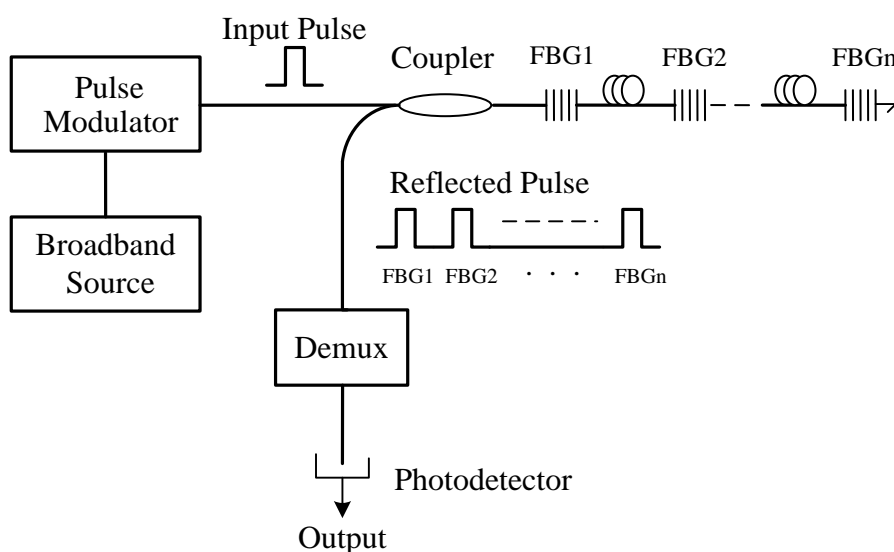 Input Pulse
Coupler
FBG1
FBG2
FBGn
Pulse
Modulator
Reflected Pulse
Broadband
Source
FBG1
FBG2
. . .
FBGn
Demux
Photodetector
Output